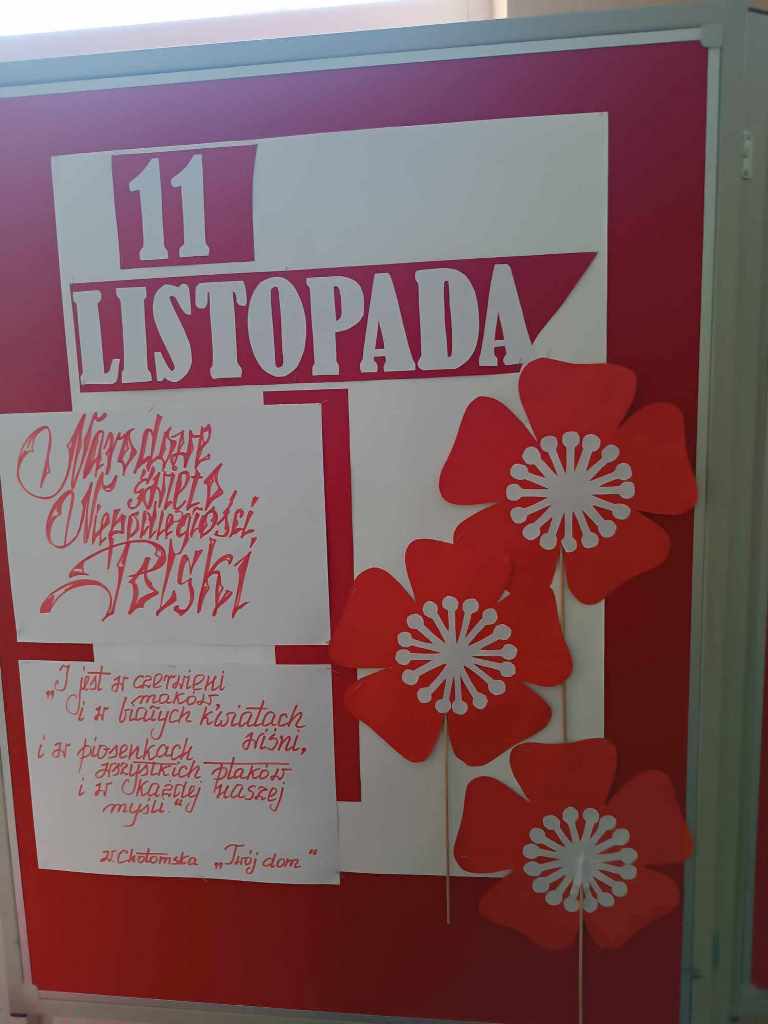 11
LISTOPADA
Narodowe
święto
Niepodległości
Polski
„I jest w czerwieni
maków,
i w białych kwiatach
wiśni,
i w piosenkach
wszystkich ptaków
i w każdej naszej
myśli."
W. Chotomska „Twój dom"